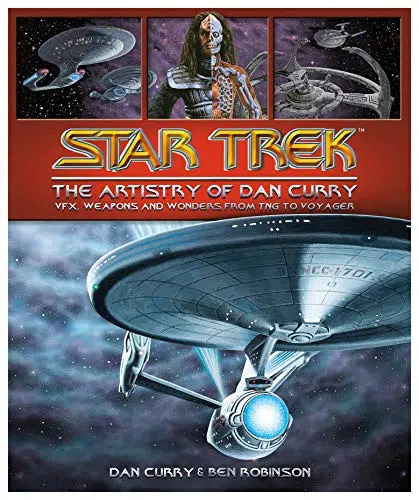 STAR TREK™
THE ARTISTRY OF DAN CURRY
VFX, WEAPONS AND WONDERS FROM TNG TO VOYAGER
NCC-1701
DAN CURRY & BEN ROBINSON